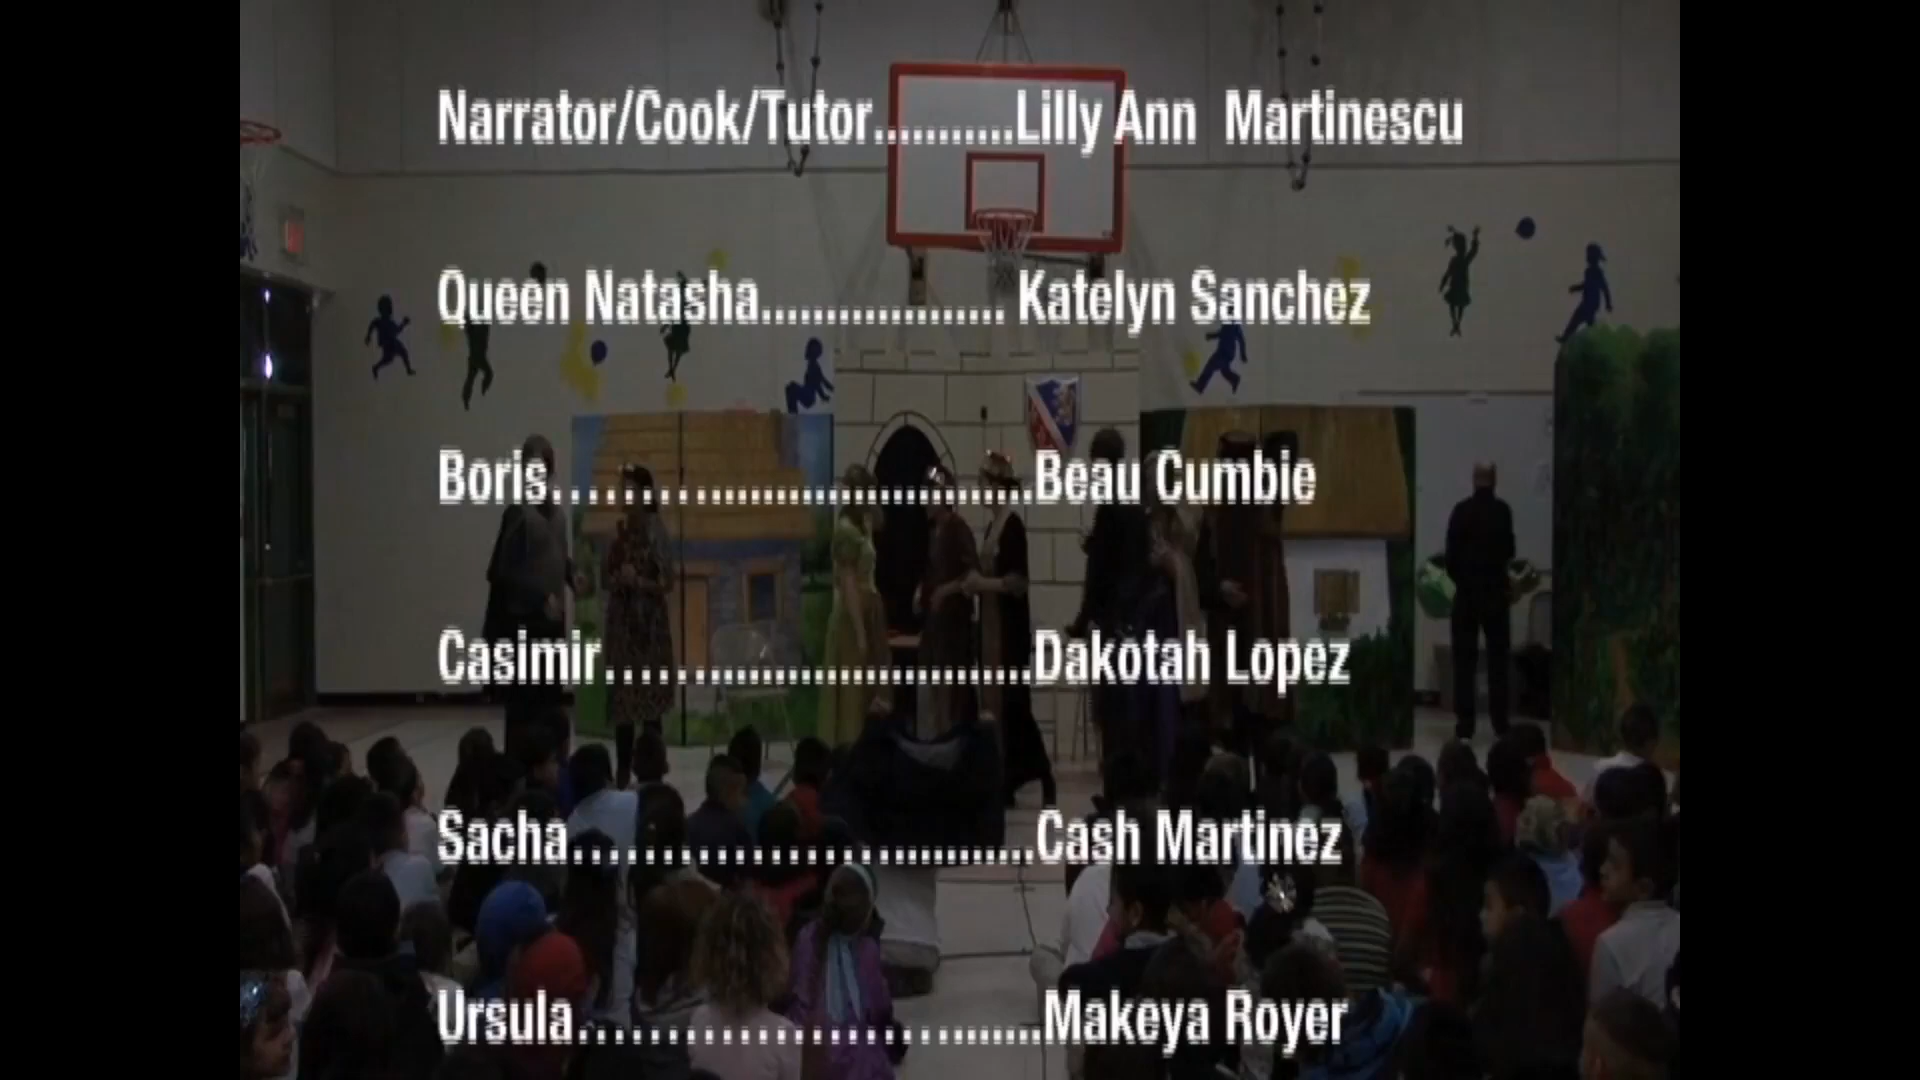 Narrator/Cook/Tutor...........Lilly Ann  Martinescu
Queen Natasha................... Katelyn Sanchez
Boris……….........................Beau Cumbie
Casimir…….........................Dakotah Lopez
Sacha………………...........Cash Martinez
Ursula…………………........Makeya Royer